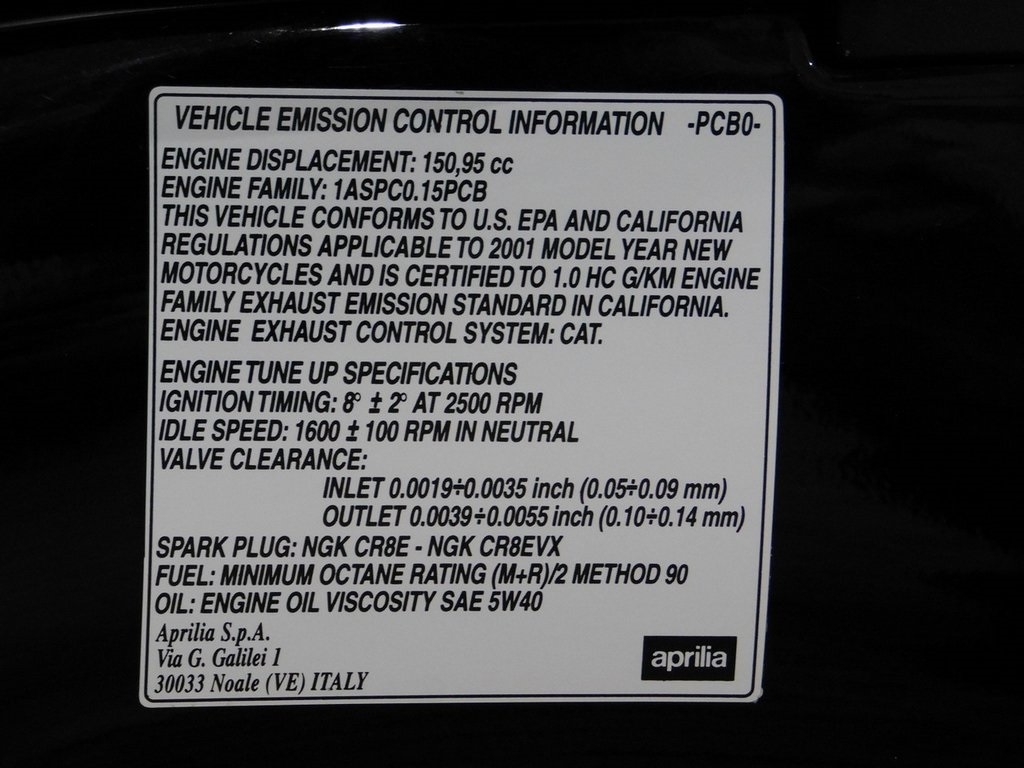 VEHICLE EMISSION CONTROL INFORMATION -PCB0-
ENGINE DISPLACEMENT: 150,95 cc
ENGINE FAMILY: 1ASPC0.15PCB
THIS VEHICLE CONFORMS TO U.S. EPA AND CALIFORNIA
REGULATIONS APPLICABLE TO 2001 MODEL YEAR NEW
MOTORCYCLES AND IS CERTIFIED TO 1.0 HC G/KM ENGINE
FAMILY EXHAUST EMISSION STANDARD IN CALIFORNIA.
ENGINE EXHAUST CONTROL SYSTEM: CAT.
ENGINE TUNE UP SPECIFICATIONS
IGNITION TIMING: 8° ± 2° AT 2500 RPM
IDLE SPEED: 1600 ± 100 RPM IN NEUTRAL
VALVE CLEARANCE:
INLET 0.0019÷0.0035 inch (0.05÷0.09 mm)
OUTLET 0.0039÷0.0055 inch (0.10÷0.14 mm)
SPARK PLUG: NGK CR8E - NGK CR8EVX
FUEL: MINIMUM OCTANE RATING (M+R)/2 METHOD 90
OIL: ENGINE OIL VISCOSITY SAE 5W40
Aprilia S.p.A.
Via G. Galilei 1
30033 Noale (VE) ITALY
aprilia